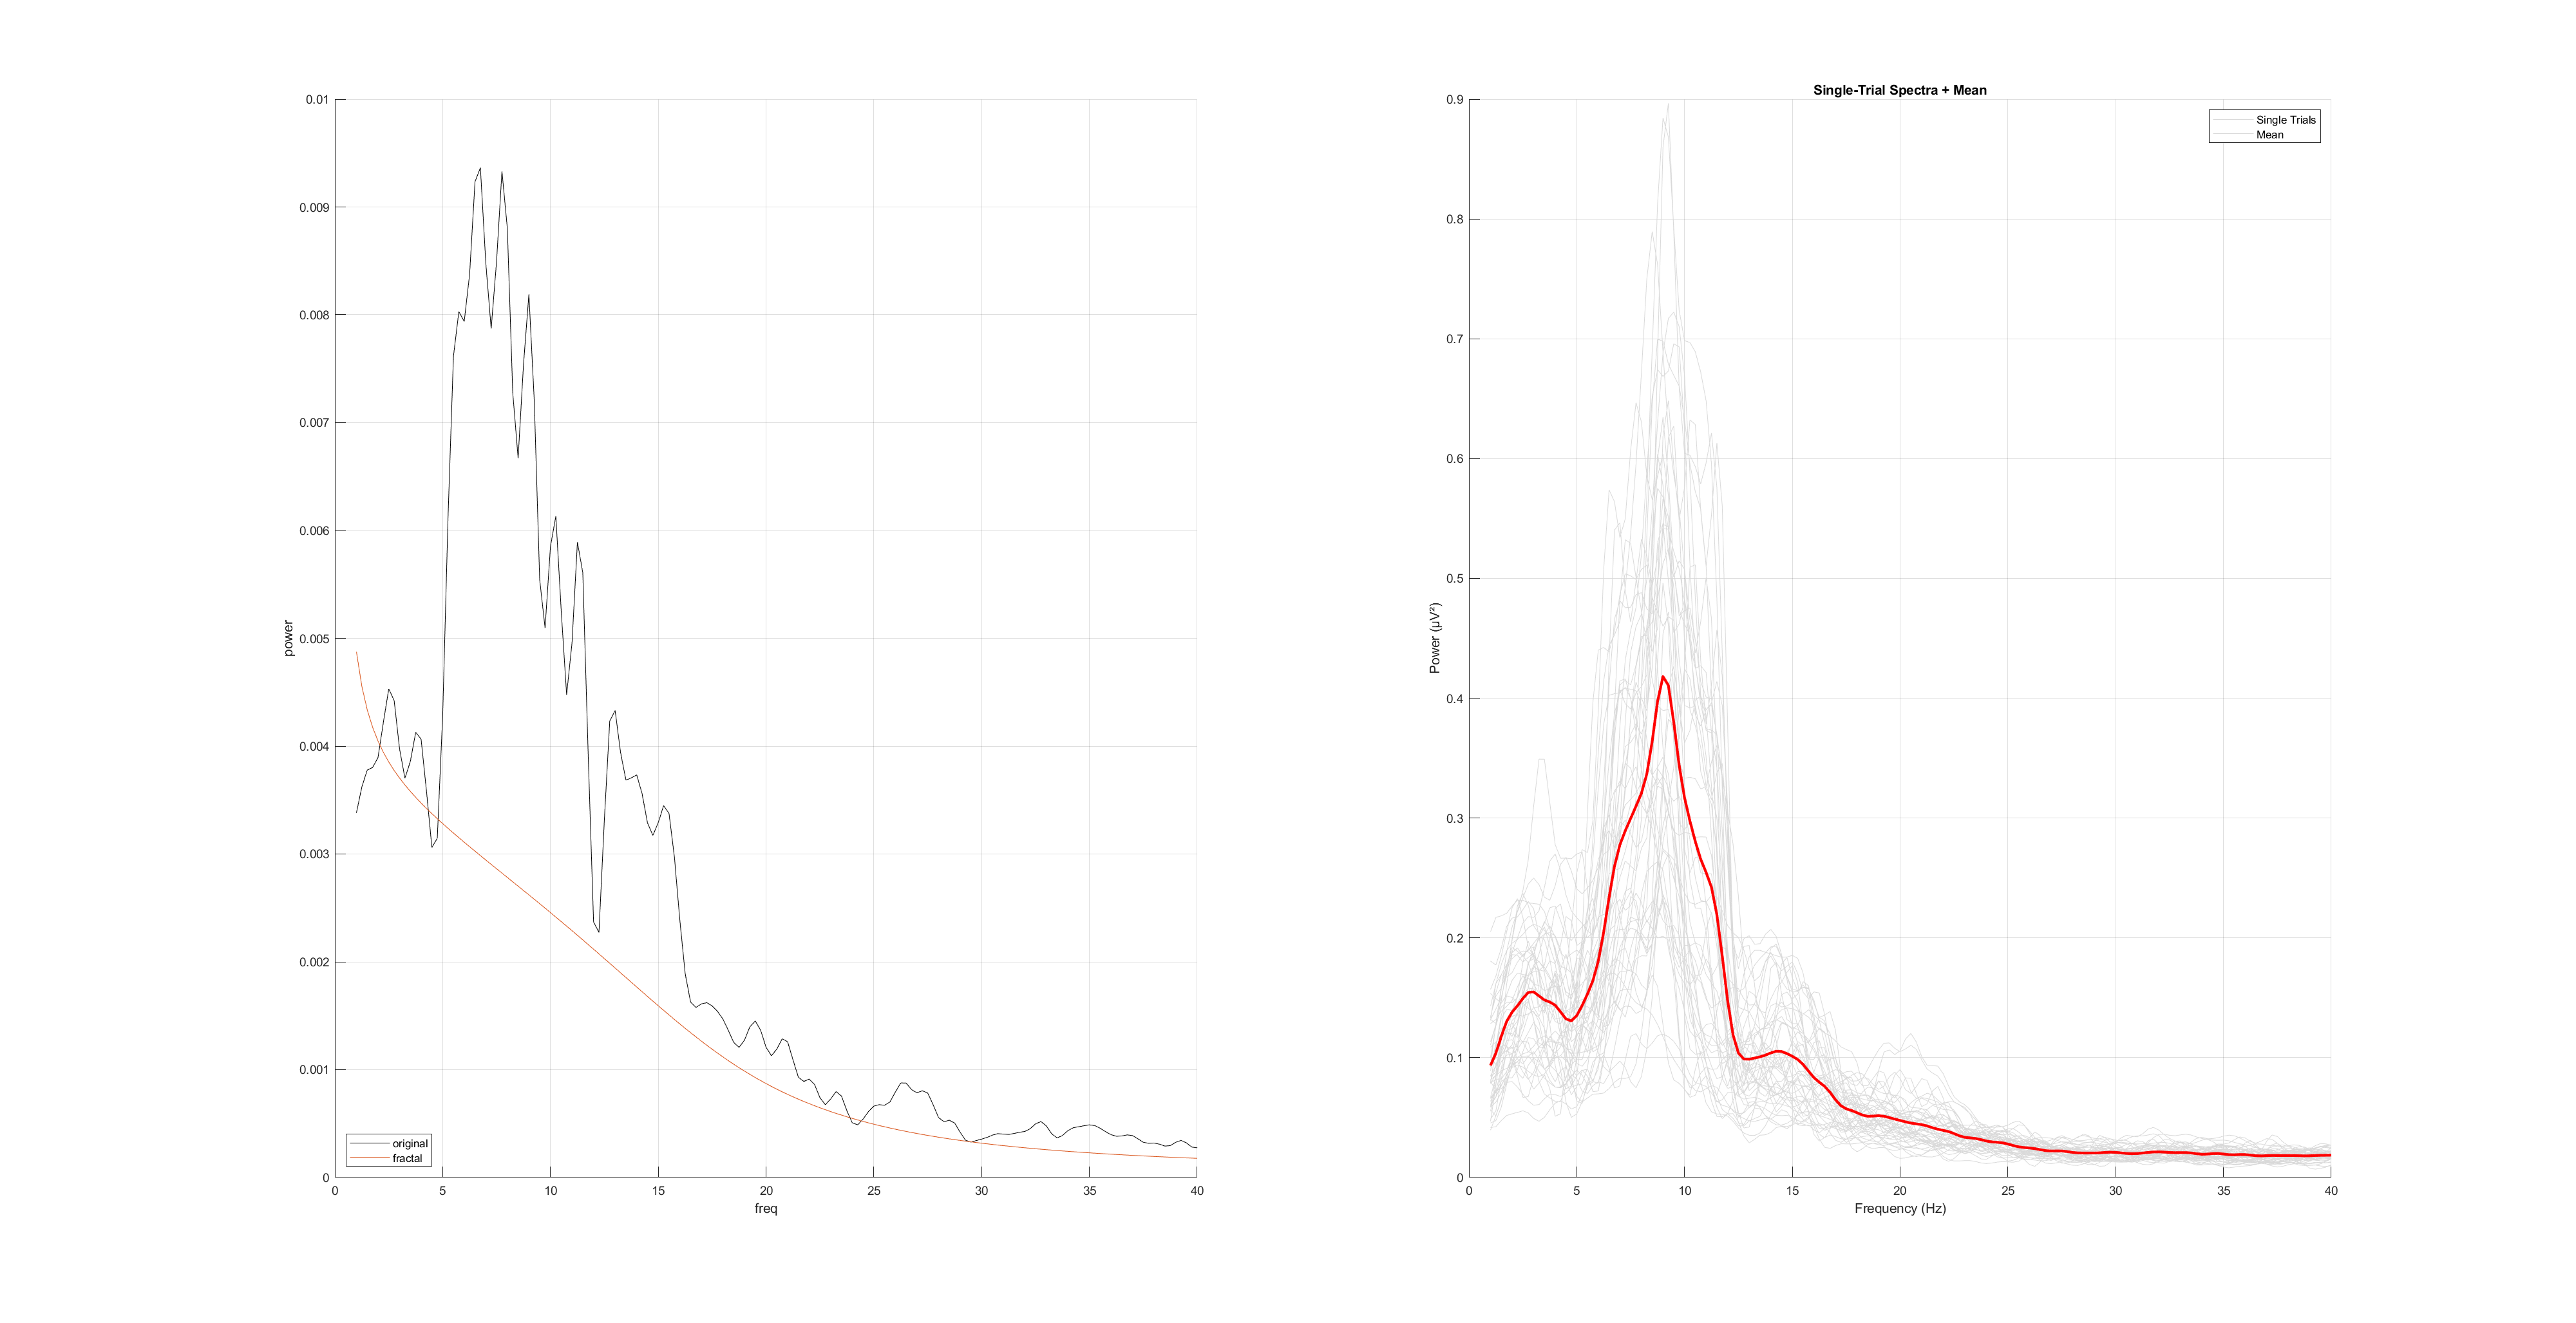 0.01
0.009
0.008
0.007
0.006
0.005
0.004
0.003
0.002
0.001
0
power
original
fractal
0 5 10 15 20 25 30 35 40
freq
Single-Trial Spectra + Mean
Single Trials
Mean
0.9
0.8
0.7
0.6
0.5
0.4
0.3
0.2
0.1
0
Power (µV²)
0 5 10 15 20 25 30 35 40
Frequency (Hz)